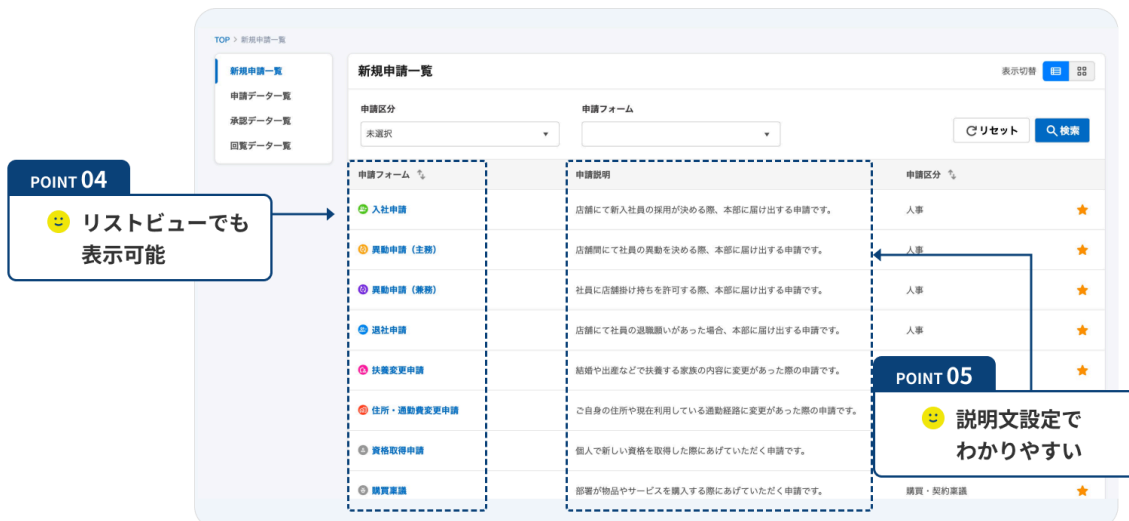 TOP > 新規申請一覧
新規申請一覧
申請データ一覧
承認データ一覧
回覧データ一覧
新規申請一覧
表示切替
申請区分
申請フォーム
未選択
リセット
検索
申請フォーム
申請説明
申請区分
入社申請
店舗にて新入社員の採用が決める際、本部に届け出する申請です。
人事
異動申請(主務)
店舗間にて社員の異動を決める際、本部に届け出する申請です。
人事
異動申請(兼務)
社員に店舗掛け持ちを許可する際、本部に届け出する申請です。
人事
退社申請
店舗にて社員の退職願いがあった場合、本部に届け出する申請です。
人事
扶養変更申請
結婚や出産などで扶養する家族の内容に変更があった際の申請です。
住所・通勤費変更申請
ご自身の住所や現在利用している通勤経路に変更があった際の申請です。
資格取得申請
個人で新しい資格を取得した際にあげていただく申請です。
購買稟議
部署が物品やサービスを購入する際にあげていただく申請です。
購買・契約稟議
POINT 04
リストビューでも
表示可能
POINT 05
説明文設定で
わかりやすい